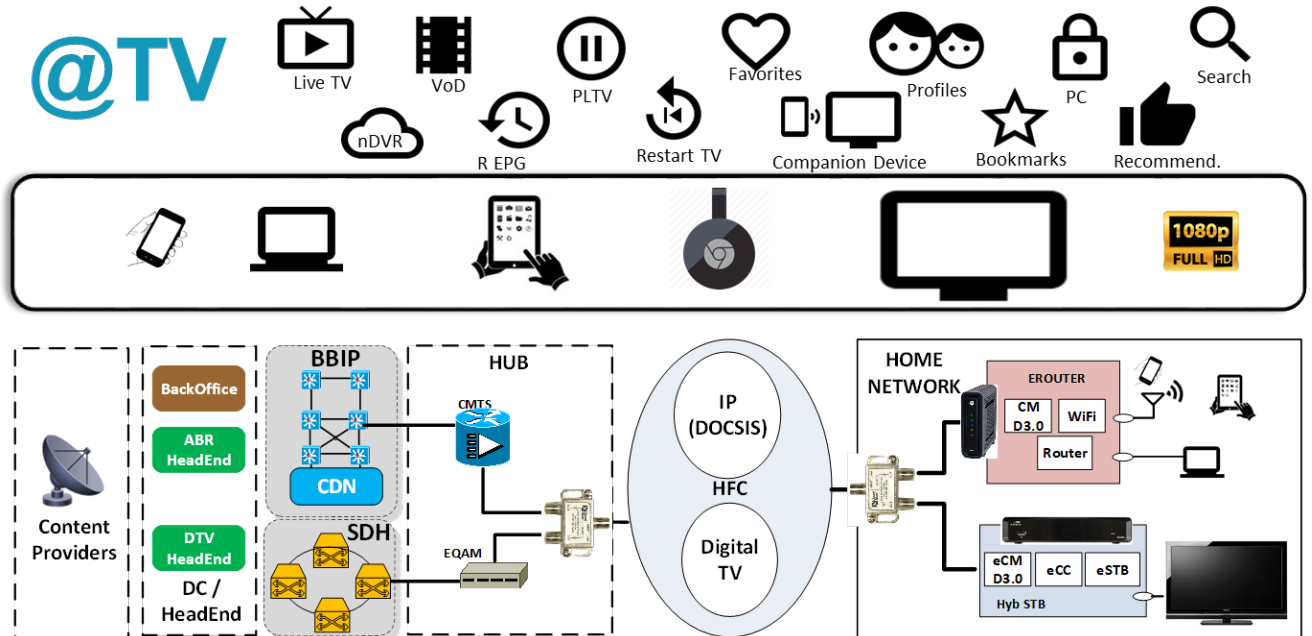 @TV
Live TV
VoD
PLTV
Favorites
Profiles
PC
Search
nDVR
R EPG
Restart TV
Companion Device
Bookmarks
Recommend.
1080p
FULL HD
Content
Providers
BackOffice
ABR
HeadEnd
DTV
HeadEnd
DC /
HeadEnd
BBIP
CDN
SDH
HUB
CMTS
EQAM
IP
(DOCSIS)
HFC
Digital
TV
HOME
NETWORK
EROUTER
CM
D3.0
WiFi
Router
eCM
D3.0
eCC
eSTB
Hyb STB